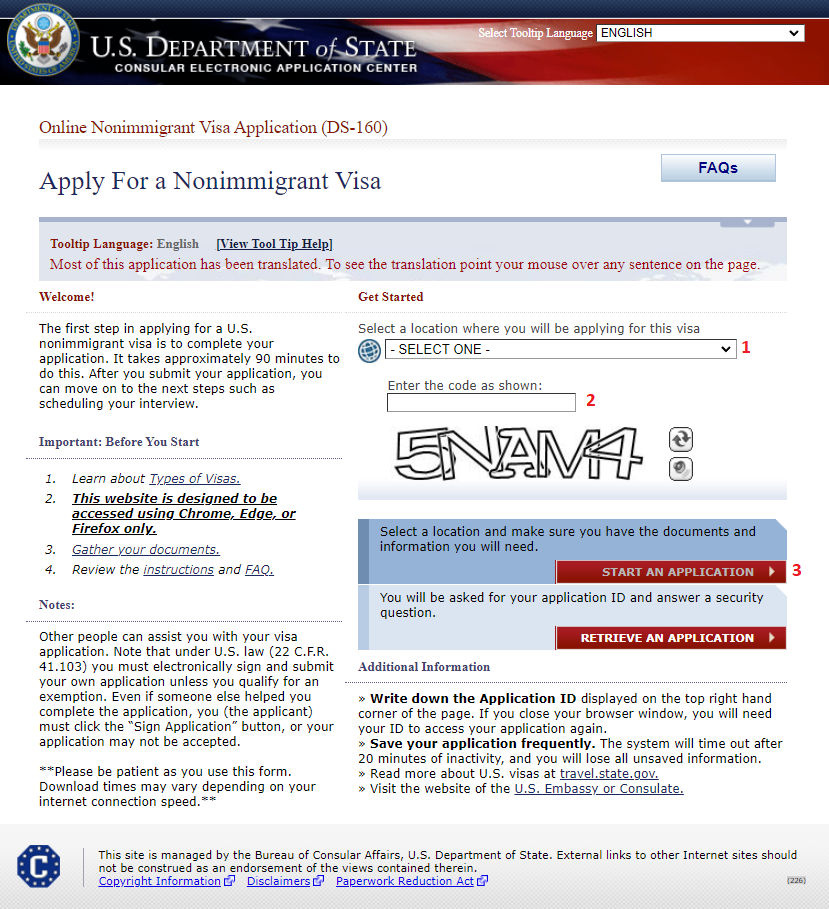 U.S. DEPARTMENT of STATE
CONSULAR ELECTRONIC APPLICATION CENTER
Select Tooltip Language ENGLISH
Online Nonimmigrant Visa Application (DS-160)
Apply For a Nonimmigrant Visa
FAQs
Tooltip Language: English [View Tool Tip Help]
Most of this application has been translated. To see the translation point your mouse over any sentence on the page.
Welcome!
The first step in applying for a U.S.
nonimmigrant visa is to complete your
application. It takes approximately 90 minutes to
do this. After you submit your application, you
can move on to the next steps such as
scheduling your interview.
Important: Before You Start
1. Learn about Types of Visas.
2. This website is designed to be
accessed using Chrome, Edge, or
Firefox only.
3. Gather your documents.
4. Review the instructions and FAQ.
Notes:
Other people can assist you with your visa
application. Note that under U.S. law (22 C.F.R.
41.103) you must electronically sign and submit
your own application unless you qualify for an
exemption. Even if someone else helped you
complete the application, you (the applicant)
must click the “Sign Application” button, or your
application may not be accepted.
**Please be patient as you use this form.
Download times may vary depending on your
internet connection speed.**
Get Started
Select a location where you will be applying for this visa
- SELECT ONE - 1
Enter the code as shown:
2
5NAM4
Select a location and make sure you have the documents and
information you will need.
START AN APPLICATION 3
You will be asked for your application ID and answer a security
question.
RETRIEVE AN APPLICATION
Additional Information
» Write down the Application ID displayed on the top right hand
corner of the page. If you close your browser window, you will need
your ID to access your application again.
» Save your application frequently. The system will time out after
20 minutes of inactivity, and you will lose all unsaved information.
» Read more about U.S. visas at travel.state.gov.
» Visit the website of the U.S. Embassy or Consulate.
C
This site is managed by the Bureau of Consular Affairs, U.S. Department of State. External links to other Internet sites should
not be construed as an endorsement of the views contained therein.
Copyright Information Disclaimers Paperwork Reduction Act
(226)